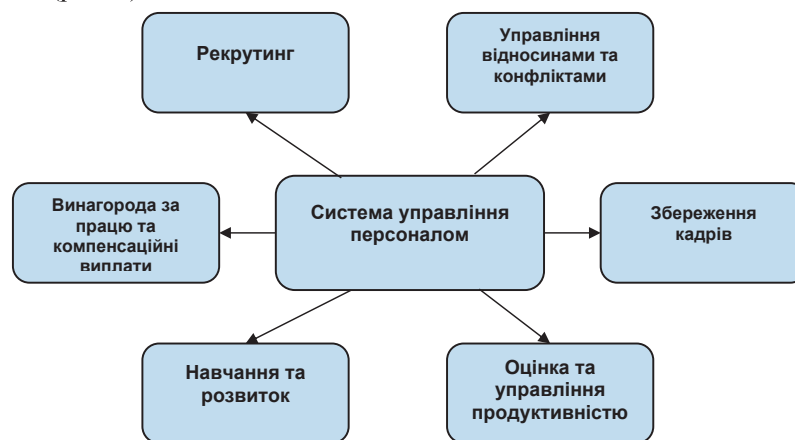 Рекрутинг
Управління
відносинами та
конфліктами
Винагорода за
працю та
компенсаційні
виплати
Система управління
персоналом
Збереження
кадрів
Навчання та
розвиток
Оцінка та
управління
продуктивністю